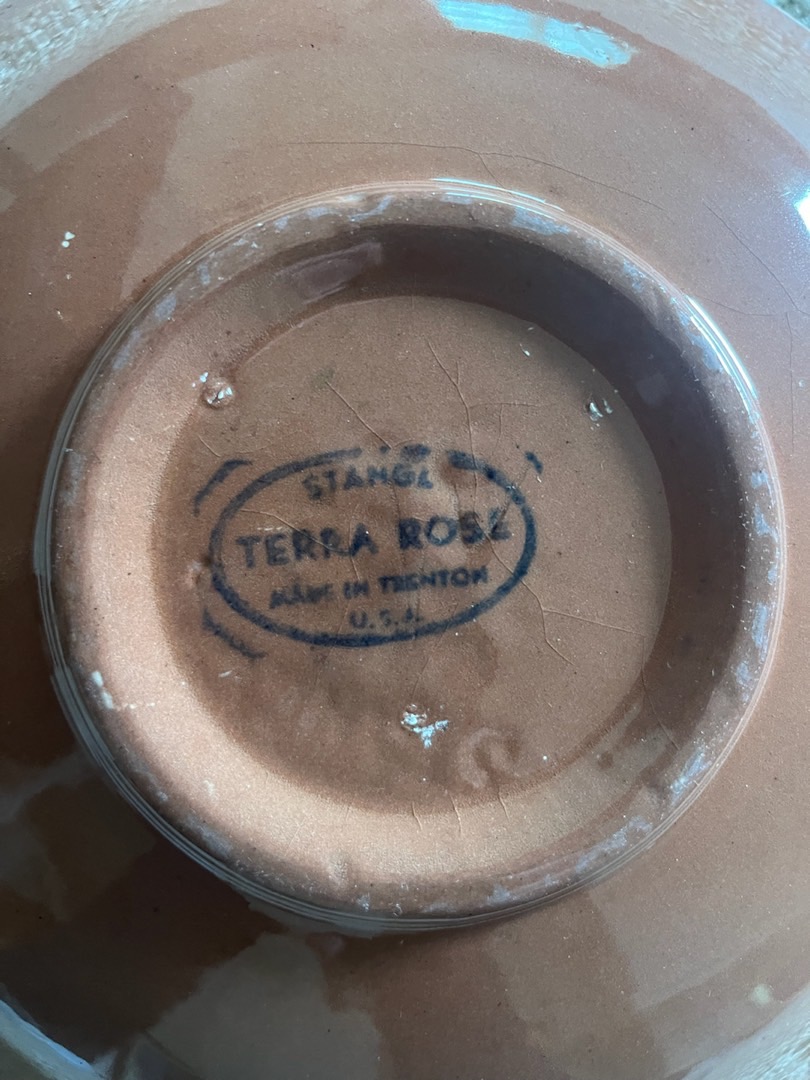 STANGL
TERRA ROSE
MADE IN TRENTON
U.S.A.